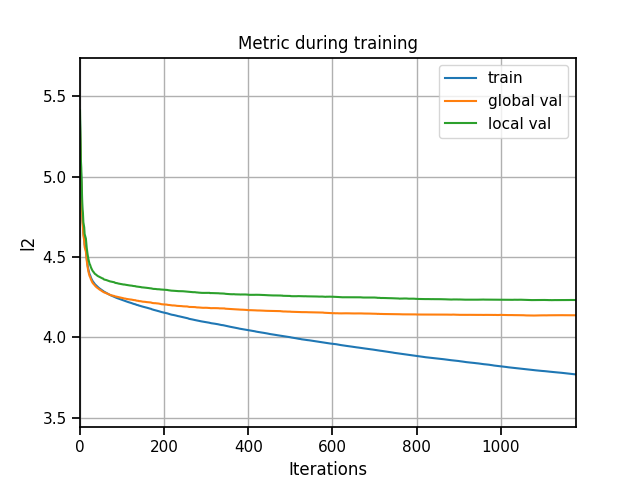 Metric during training
train
global val
local val
5.5
5.0
4.5
4.0
3.5
l2
0 200 400 600 800 1000
Iterations